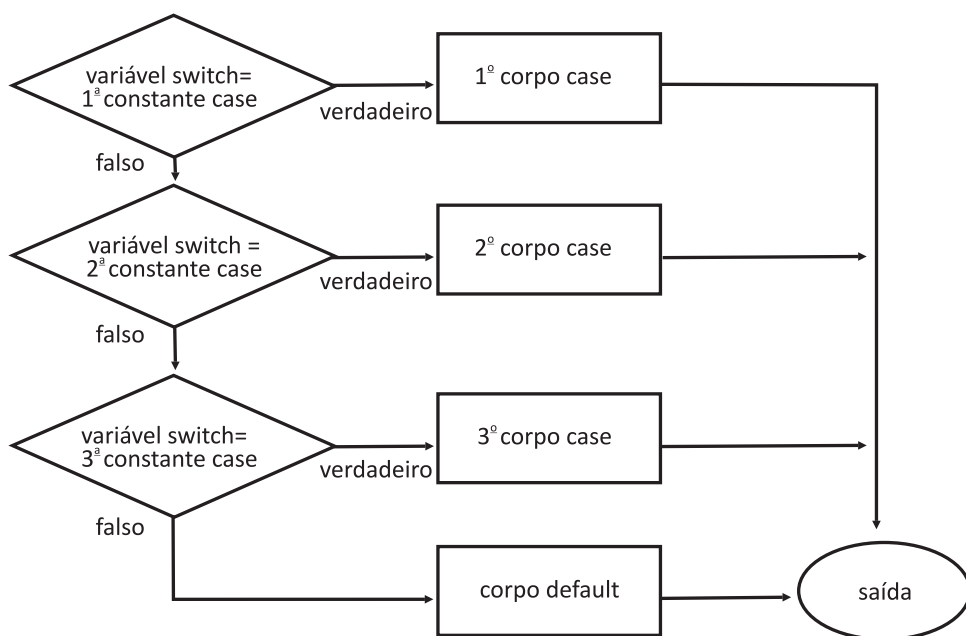 variável switch=
1ª constante case
verdadeiro
1º corpo case
falso
variável switch =
2ª constante case
verdadeiro
2º corpo case
falso
variável switch=
3ª constante case
verdadeiro
3º corpo case
falso
corpo default
saída